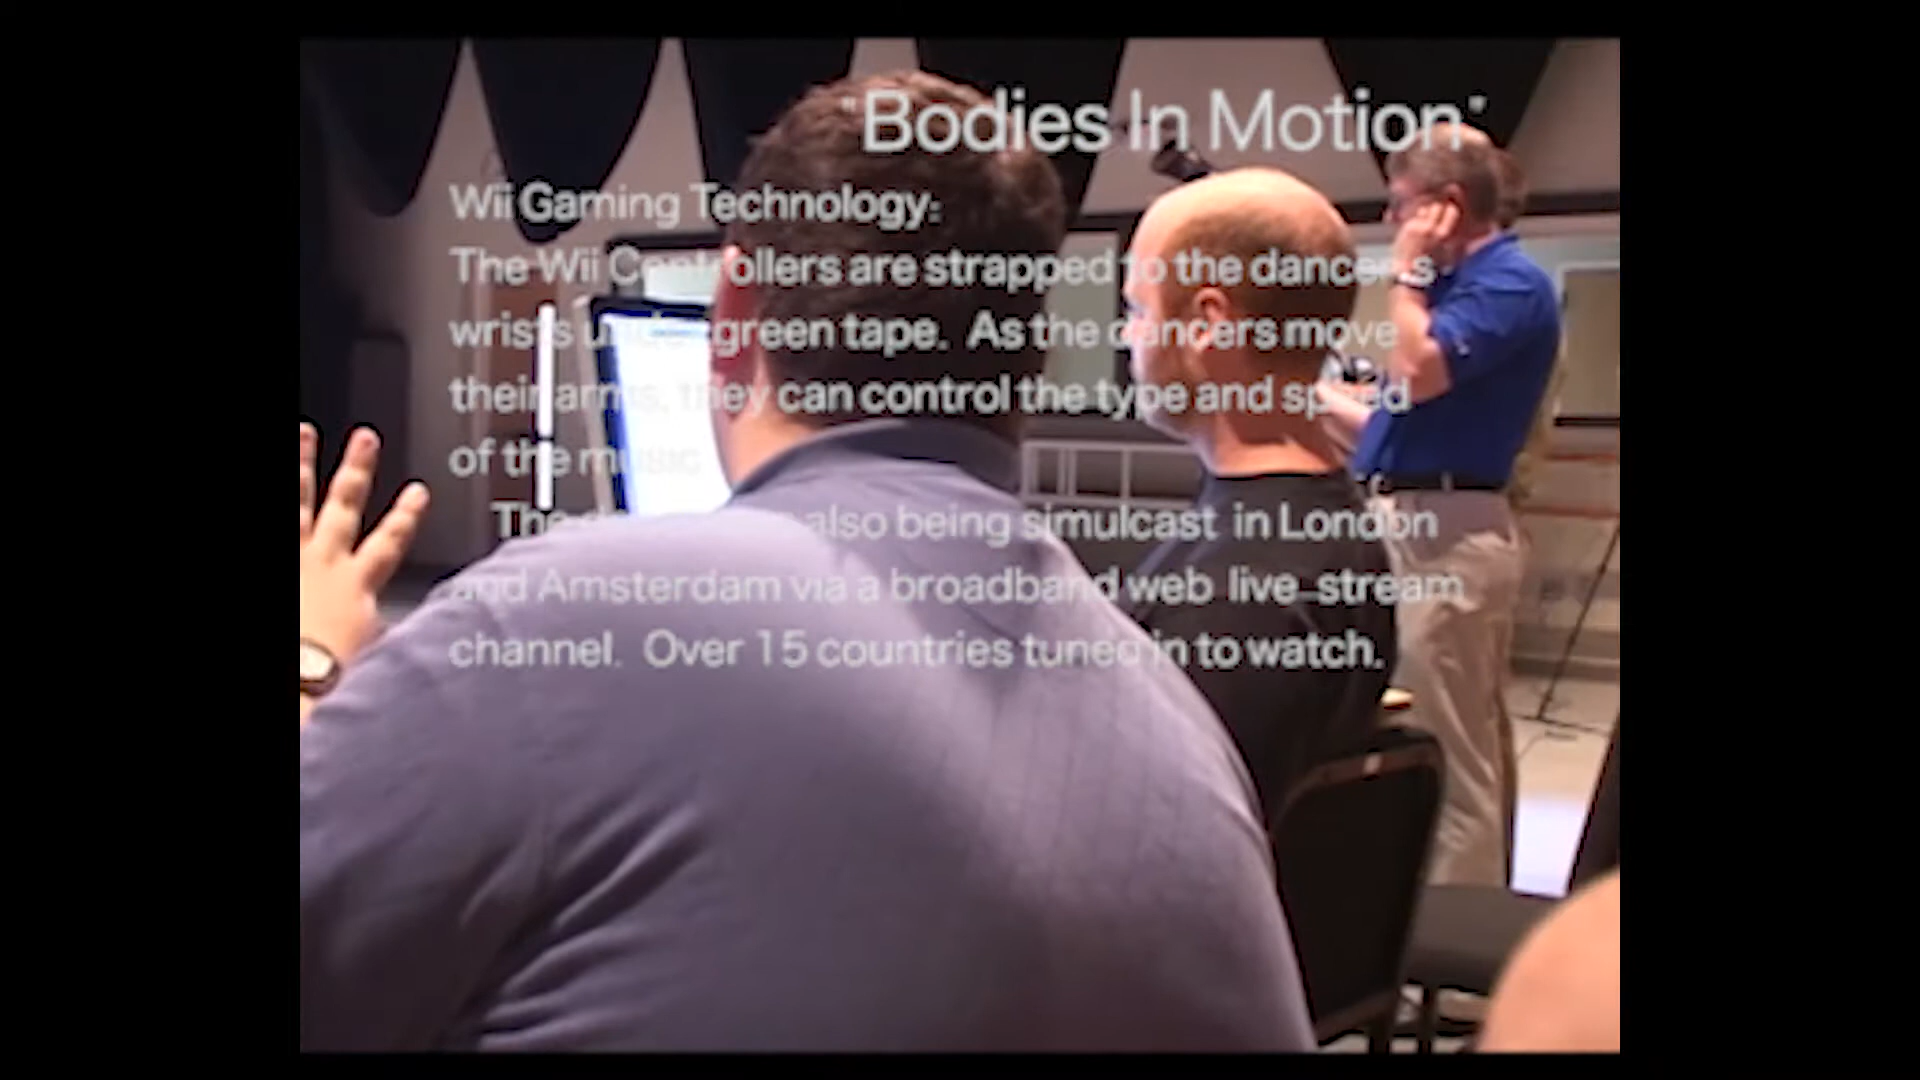 "Bodies In Motion"
Wii Gaming Technology:
The Wii Controllers are strapped to the dancer's
wrists under green tape. As the dancers move
their arms, they can control the type and speed
of the music
The also being simulcast in London
and Amsterdam via a broadband web live-stream
channel. Over 15 countries tuned in to watch.